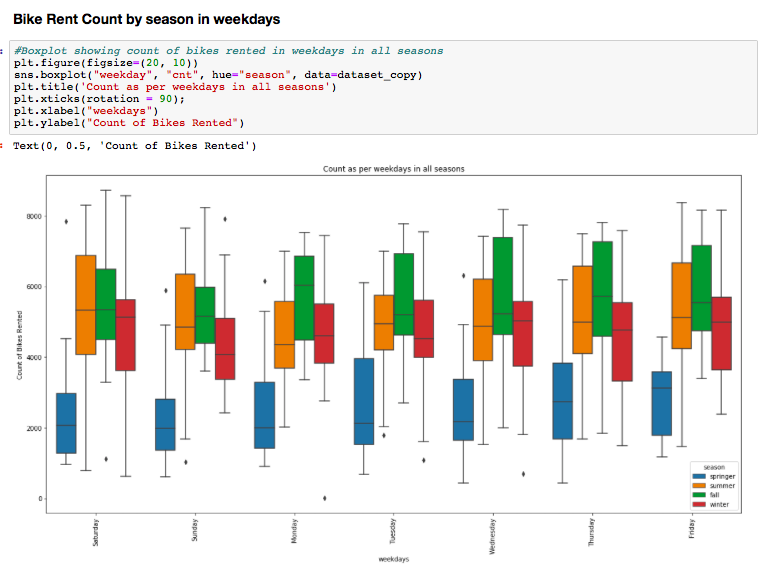 Bike Rent Count by season in weekdays
#Boxplot showing count of bikes rented in weekdays in all seasons
plt.figure(figsize=(20, 10))
sns.boxplot("weekday", "cnt", hue="season", data=dataset_copy)
plt.title('Count as per weekdays in all seasons')
plt.xticks(rotation = 90);
plt.xlabel("weekdays")
plt.ylabel("Count of Bikes Rented")
Text(0, 0.5, 'Count of Bikes Rented')
Count as per weekdays in all seasons
Count of Bikes Rented
8000
6000
4000
2000
0
season
springer
summer
fall
winter
Saturday
Sunday
Monday
Tuesday
Wednesday
Thursday
Friday
weekdays